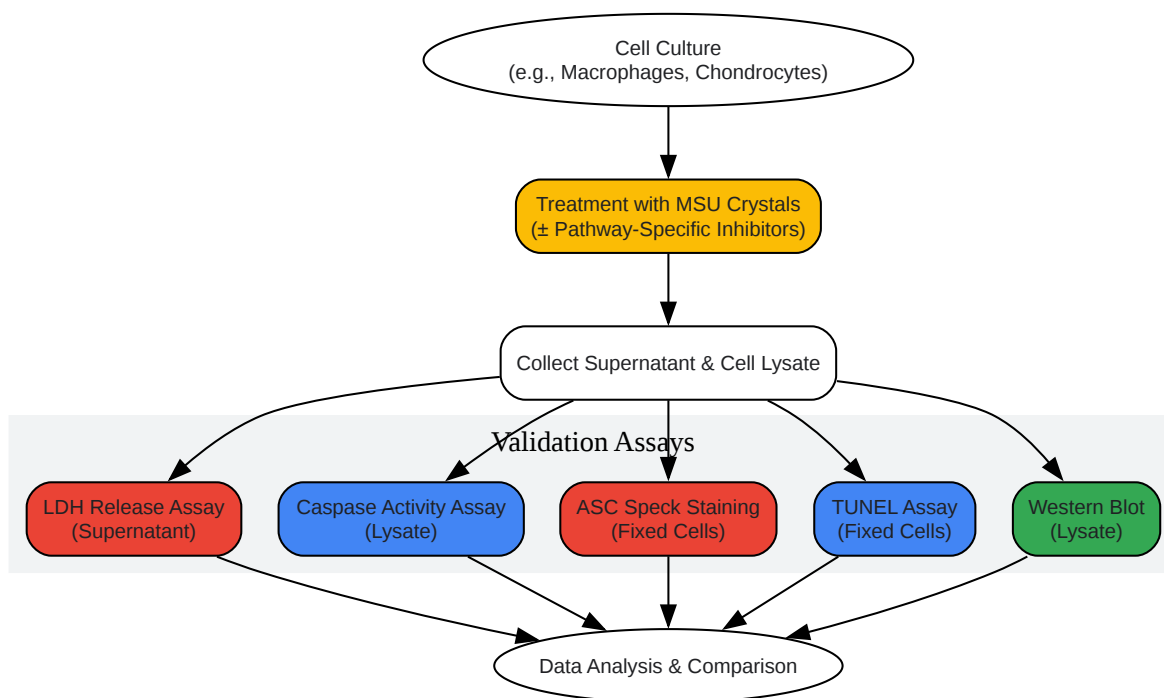 Cell Culture
(e.g., Macrophages, Chondrocytes)
Treatment with MSU Crystals
(± Pathway-Specific Inhibitors)
Collect Supernatant & Cell Lysate
Validation Assays
LDH Release Assay
(Supernatant)
Caspase Activity Assay
(Lysate)
ASC Speck Staining
(Fixed Cells)
TUNEL Assay
(Fixed Cells)
Western Blot
(Lysate)
Data Analysis & Comparison